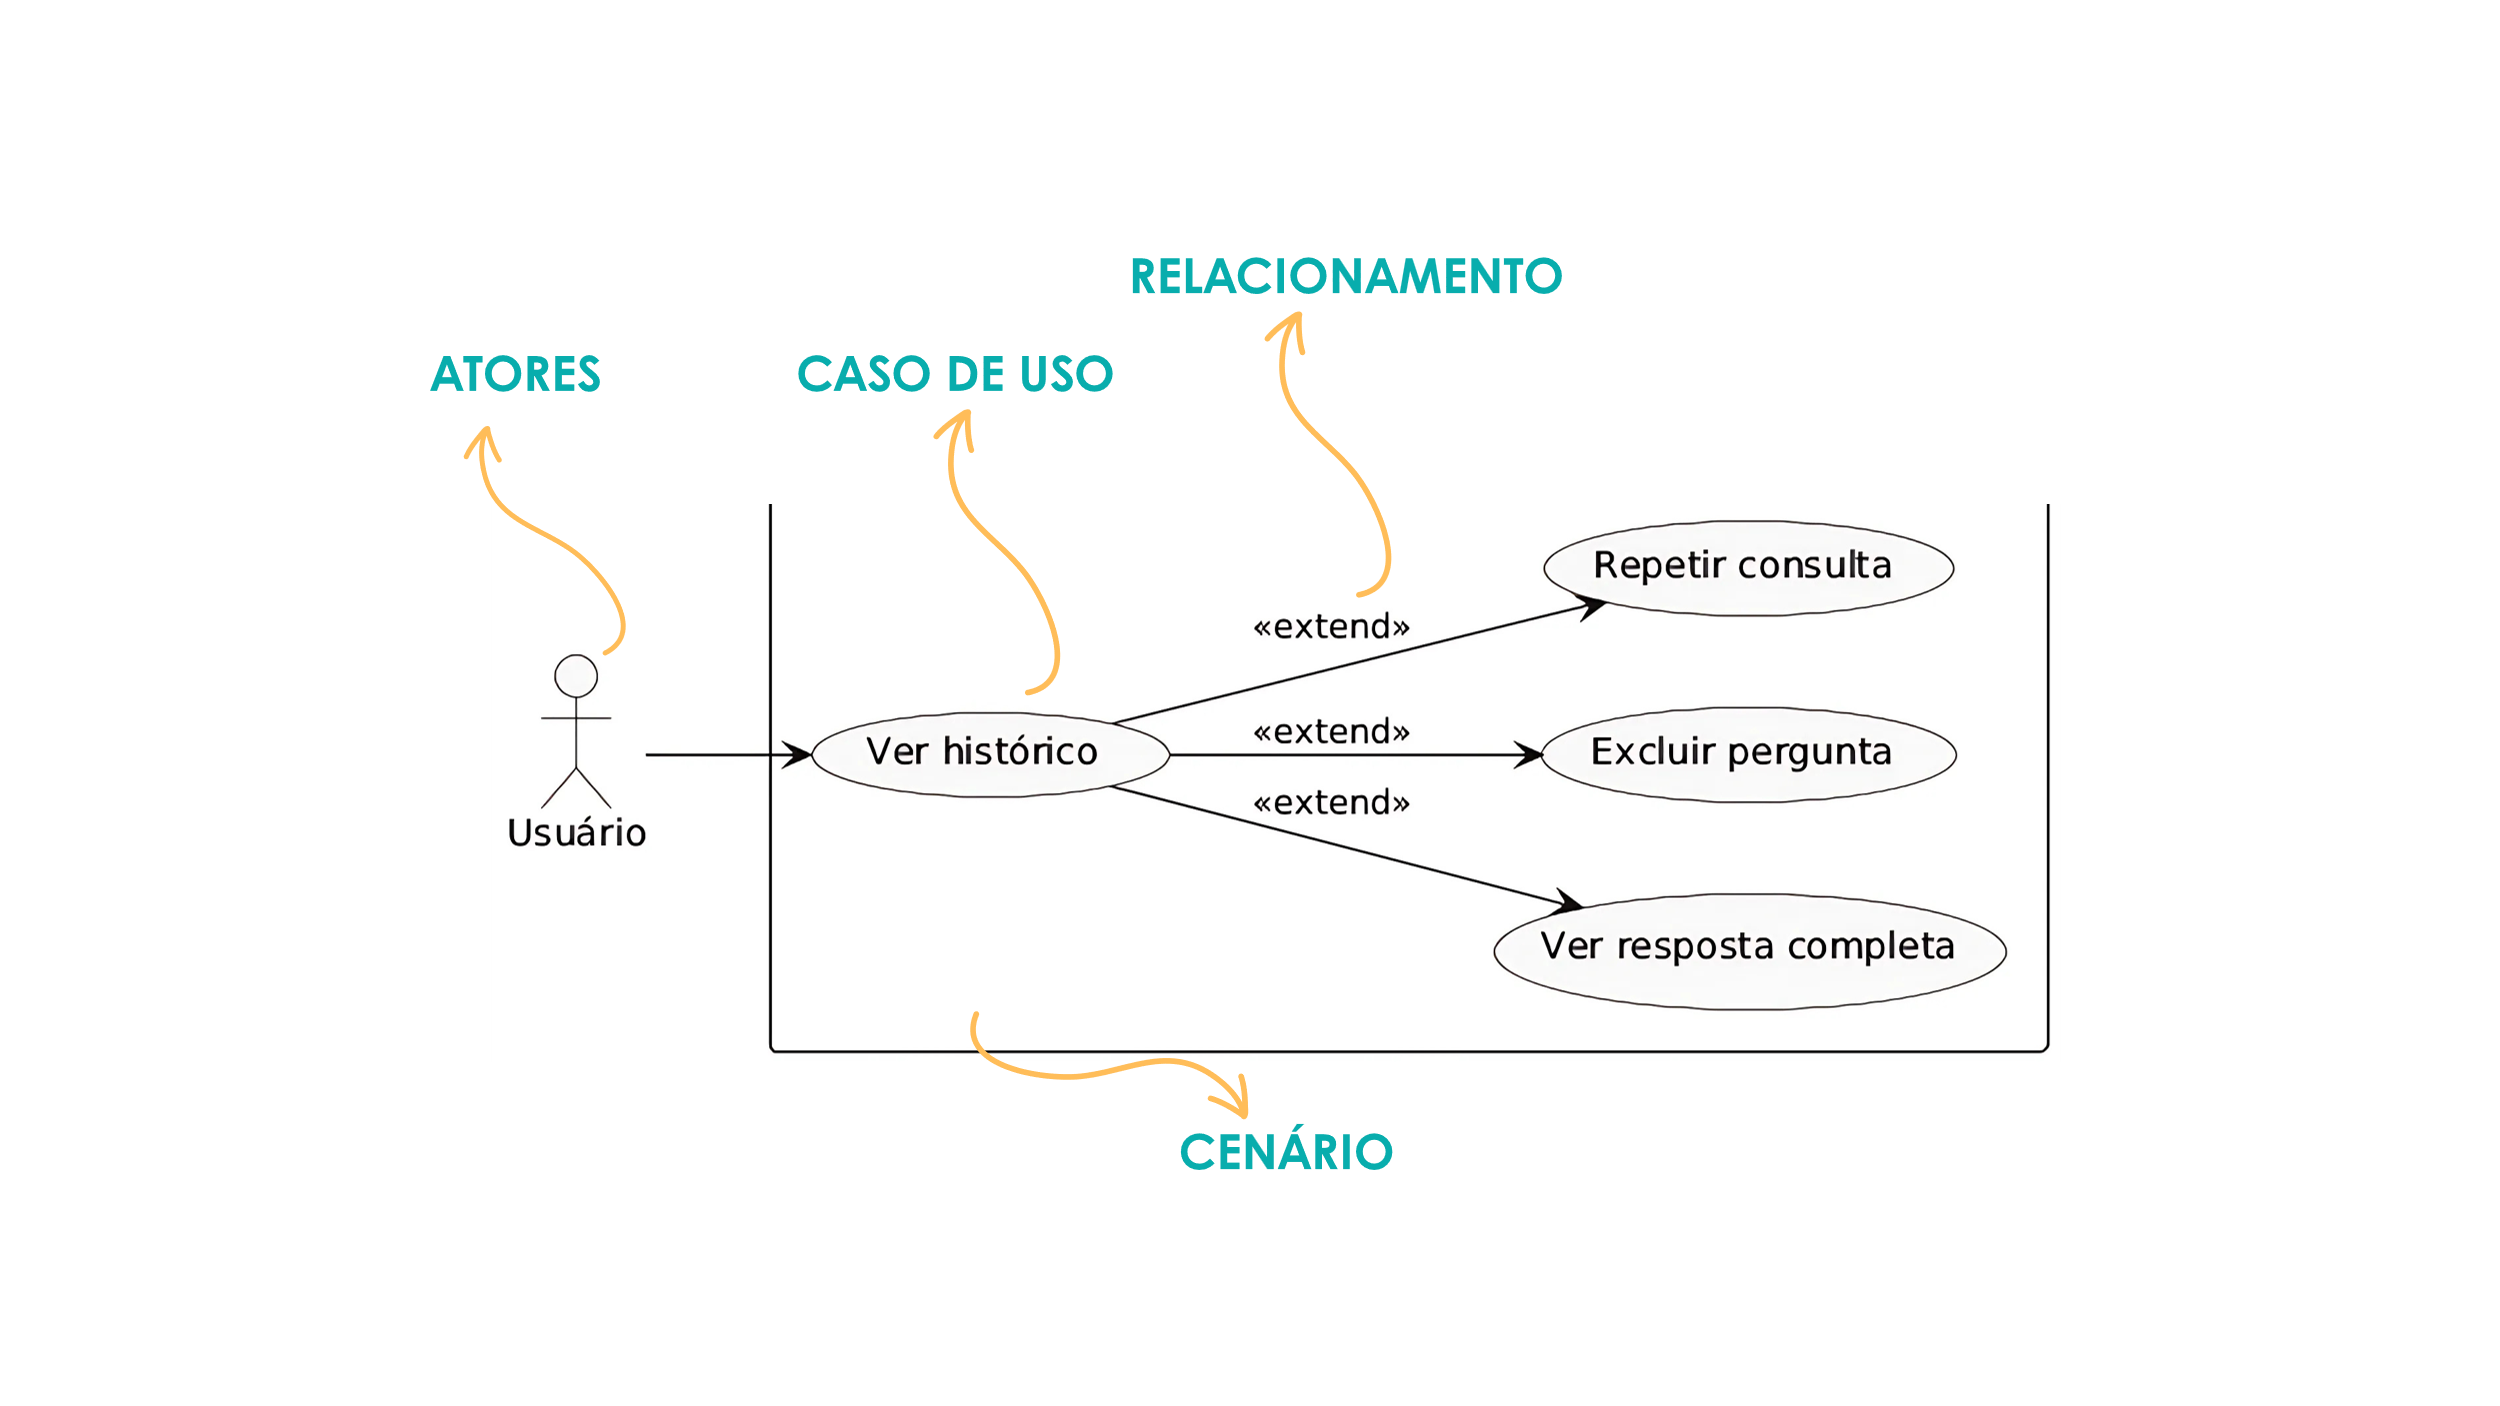 RELACIONAMENTO
ATORES
CASO DE USO
Repetir consulta
«extend»
«extend»
Ver histórico
Excluir pergunta
«extend»
Usuário
Ver resposta completa
CENÁRIO